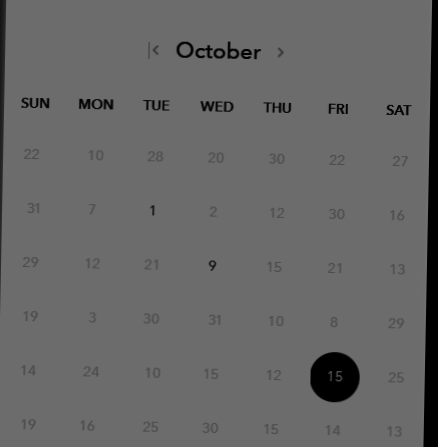 |< October >
SUN MON TUE WED THU FRI SAT
22 10 28 20 30 22 27
31 7 1 2 12 30 16
29 12 21 9 15 21 13
19 3 30 31 10 8 29
14 24 10 15 12 15 25
19 16 25 30 15 14 13